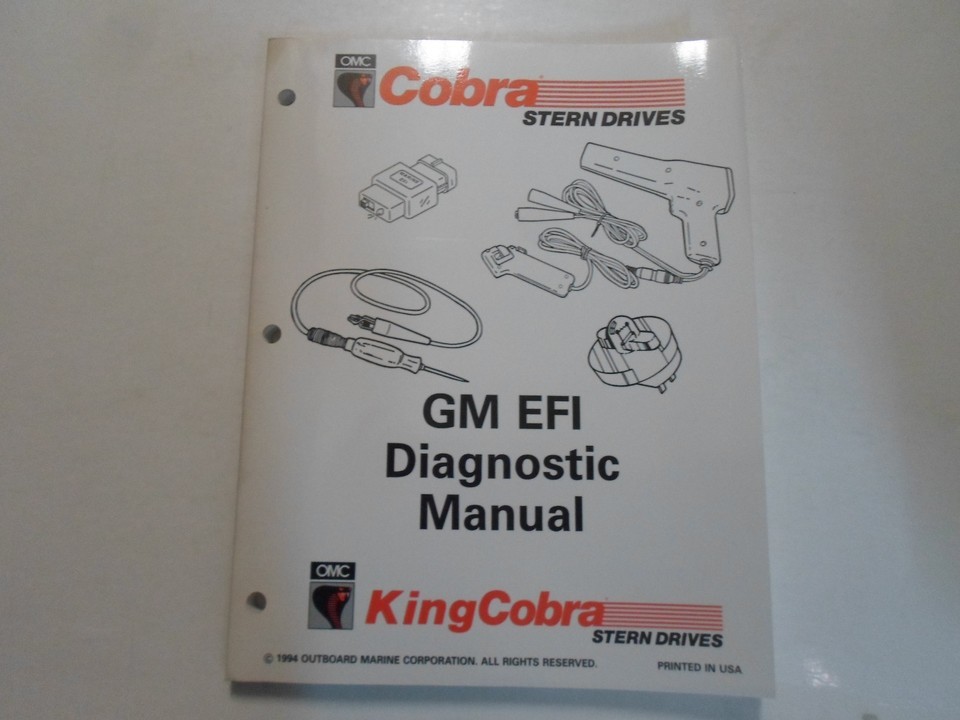 OMC
Cobra
STERN DRIVES
GM EFI
Diagnostic
Manual
OMC
KingCobra
STERN DRIVES
© 1994 OUTBOARD MARINE CORPORATION. ALL RIGHTS RESERVED.
PRINTED IN USA